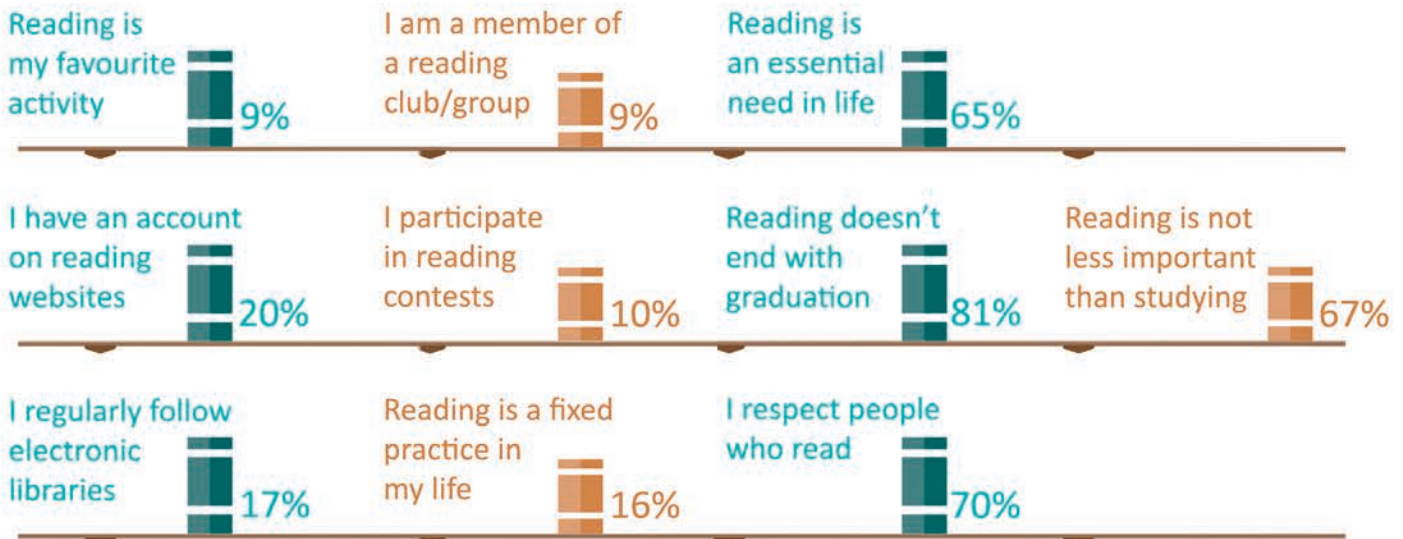 Reading is
my favourite
activity
9%
I am a member of
a reading
club/group
9%
Reading is
an essential
need in life
65%
I have an account
on reading
websites
20%
I participate
in reading
contests
10%
Reading doesn't
end with
graduation
81%
Reading is not
less important
than studying
67%
I regularly follow
electronic
libraries
17%
Reading is a fixed
practice in
my life
16%
I respect people
who read
70%